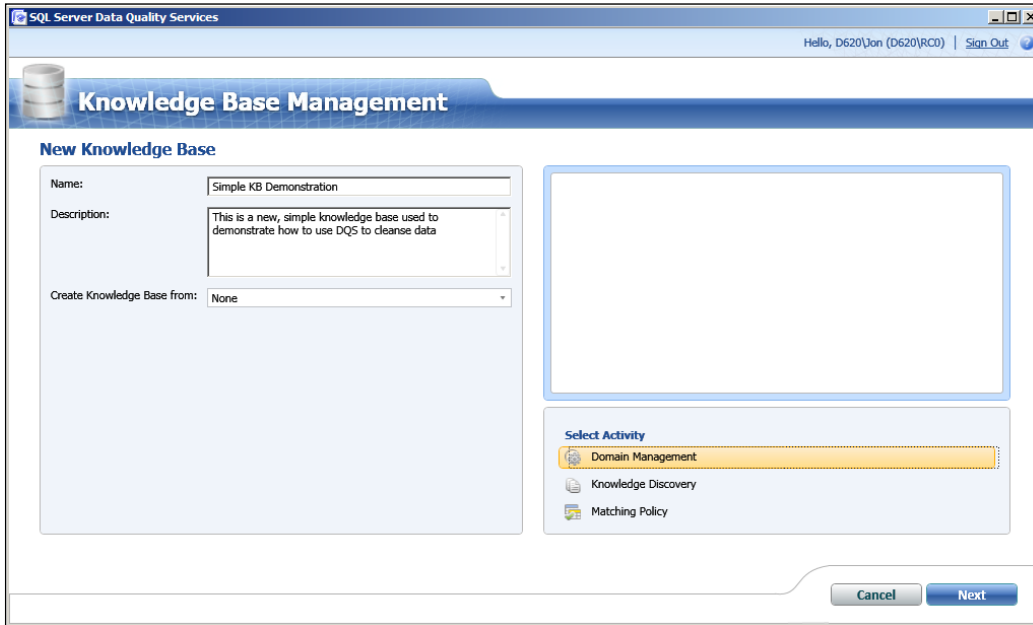 SQL Server Data Quality Services
Hello, D620\Jon (D620\RC0) | Sign Out
Knowledge Base Management
New Knowledge Base
Name: Simple KB Demonstration
Description: This is a new, simple knowledge base used to
demonstrate how to use DQS to cleanse data
Create Knowledge Base from: None
Select Activity
Domain Management
Knowledge Discovery
Matching Policy
Cancel Next